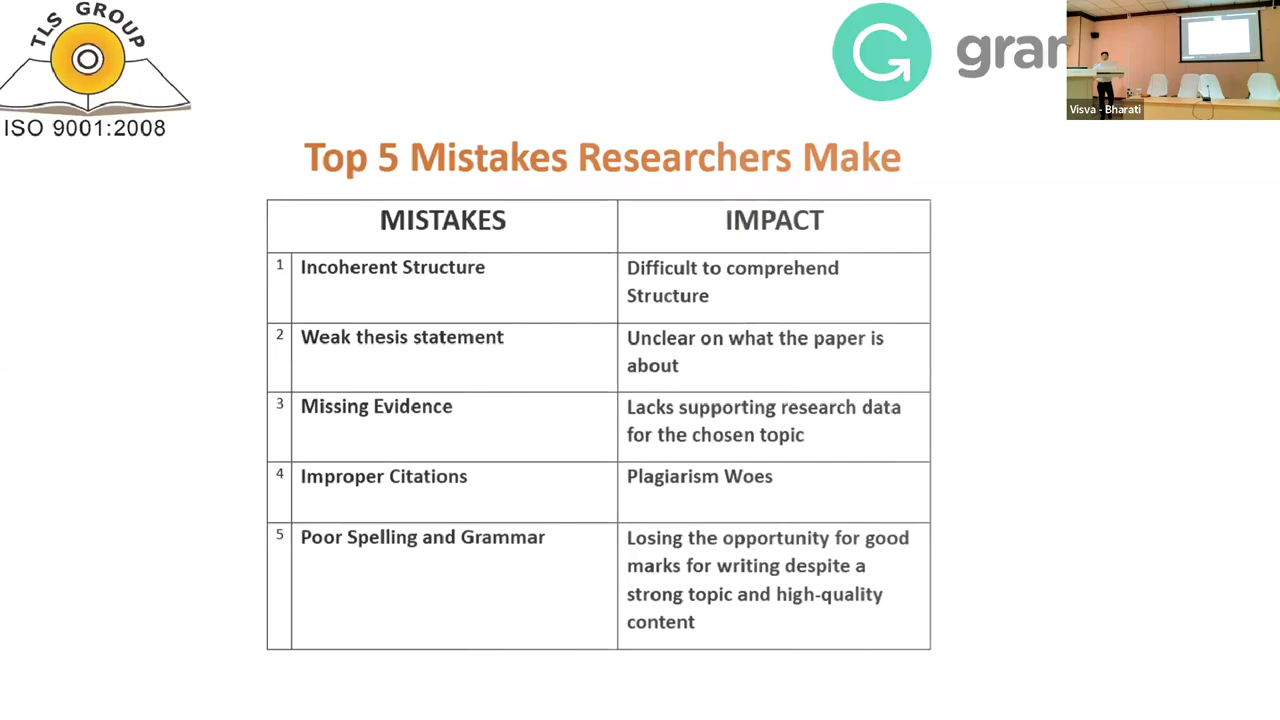 TLS GROUP
ISO 9001:2008
Visva - Bharati
Top 5 Mistakes Researchers Make
MISTAKES
IMPACT
1 Incoherent Structure
Difficult to comprehend
Structure
2 Weak thesis statement
Unclear on what the paper is
about
3 Missing Evidence
Lacks supporting research data
for the chosen topic
4 Improper Citations
Plagiarism Woes
5 Poor Spelling and Grammar
Losing the opportunity for good
marks for writing despite a
strong topic and high-quality
content